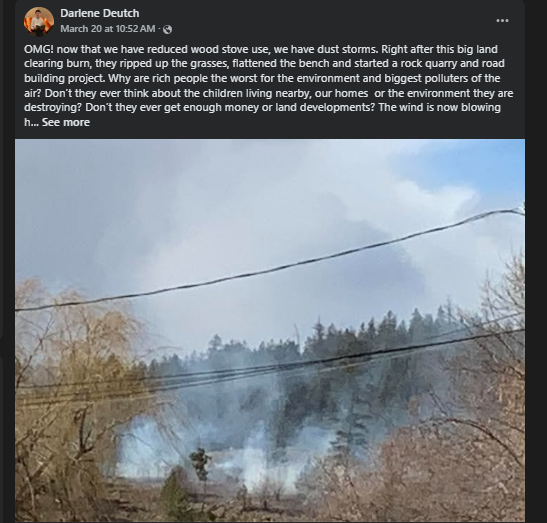 Darlene Deutch
March 20 at 10:52 AM ·
OMG! now that we have reduced wood stove use, we have dust storms. Right after this big land
clearing burn, they ripped up the grasses, flattened the bench and started a rock quarry and road
building project. Why are rich people the worst for the environment and biggest polluters of the
air? Don't they ever think about the children living nearby, our homes or the environment they are
destroying? Don't they ever get enough money or land developments? The wind is now blowing
h... See more